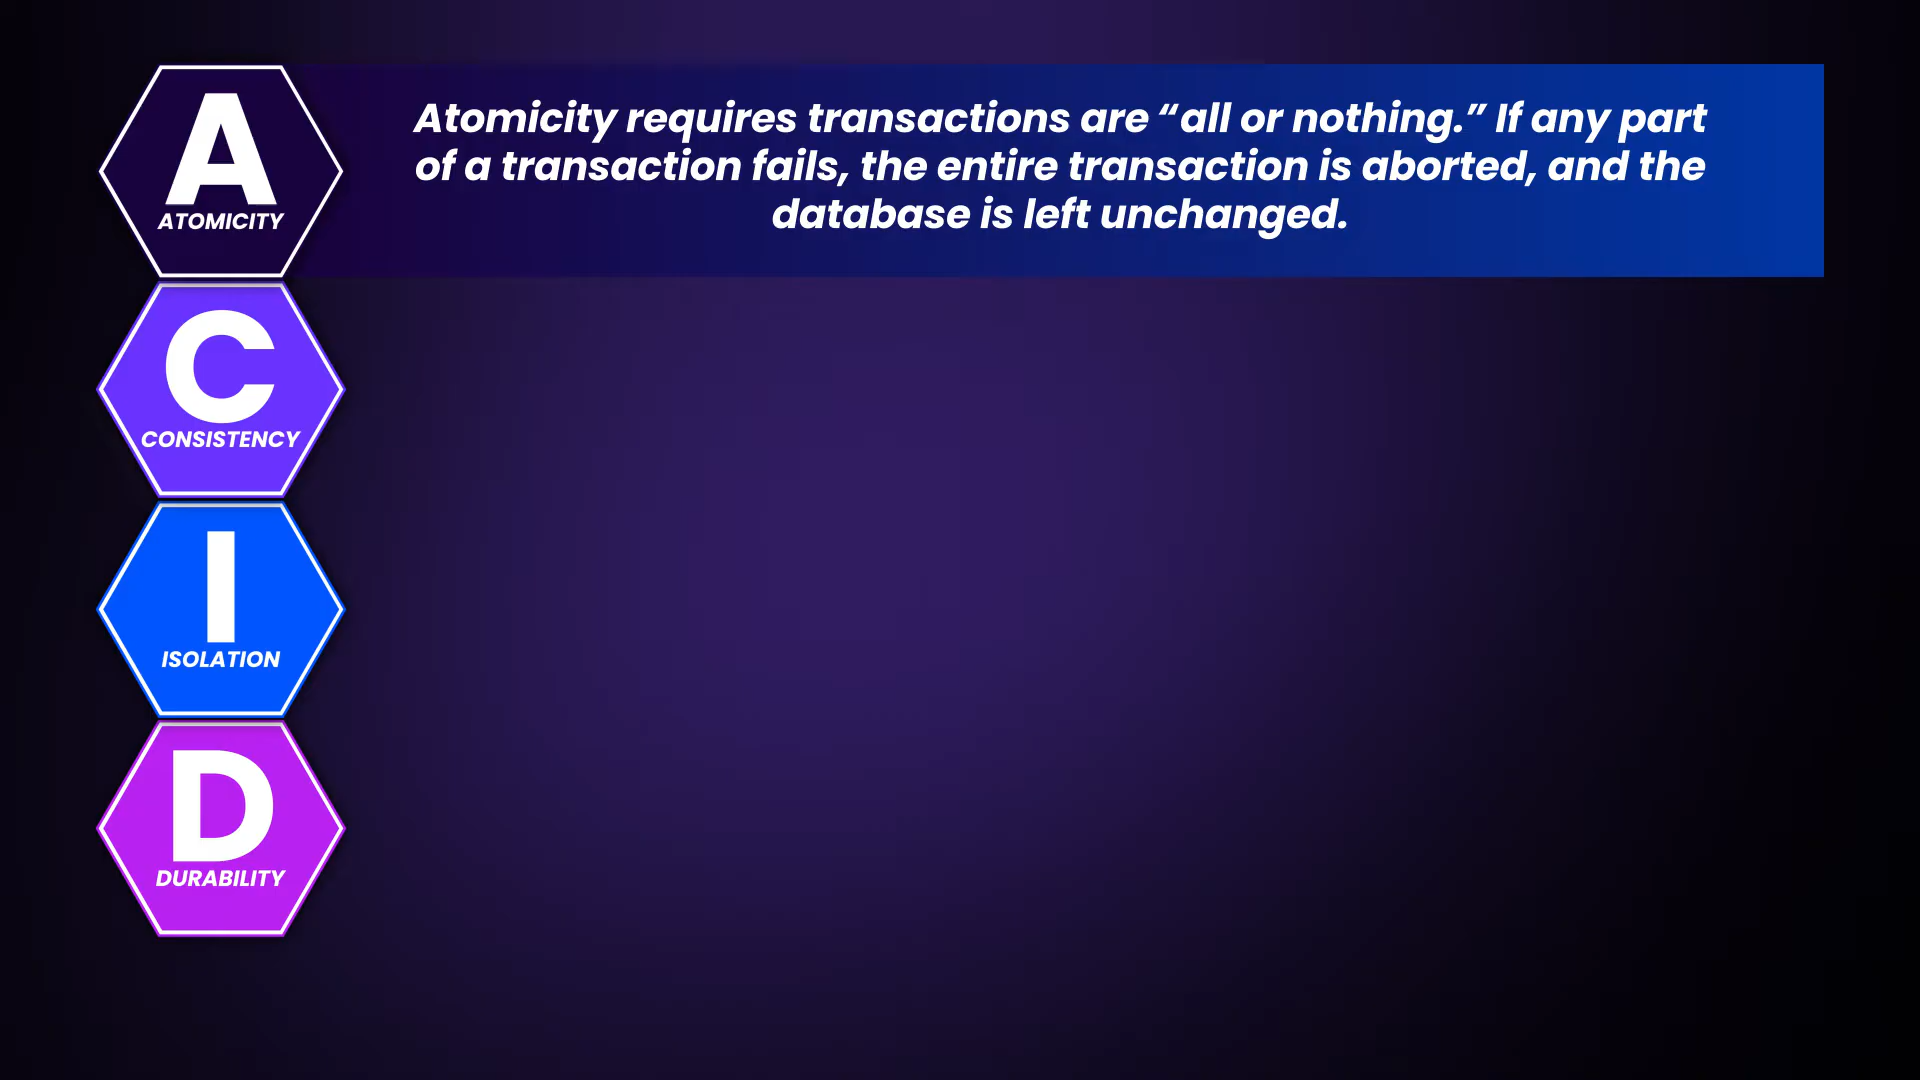 A
ATOMICITY
Atomicity requires transactions are “all or nothing.” If any part
of a transaction fails, the entire transaction is aborted, and the
database is left unchanged.
C
CONSISTENCY
I
ISOLATION
D
DURABILITY